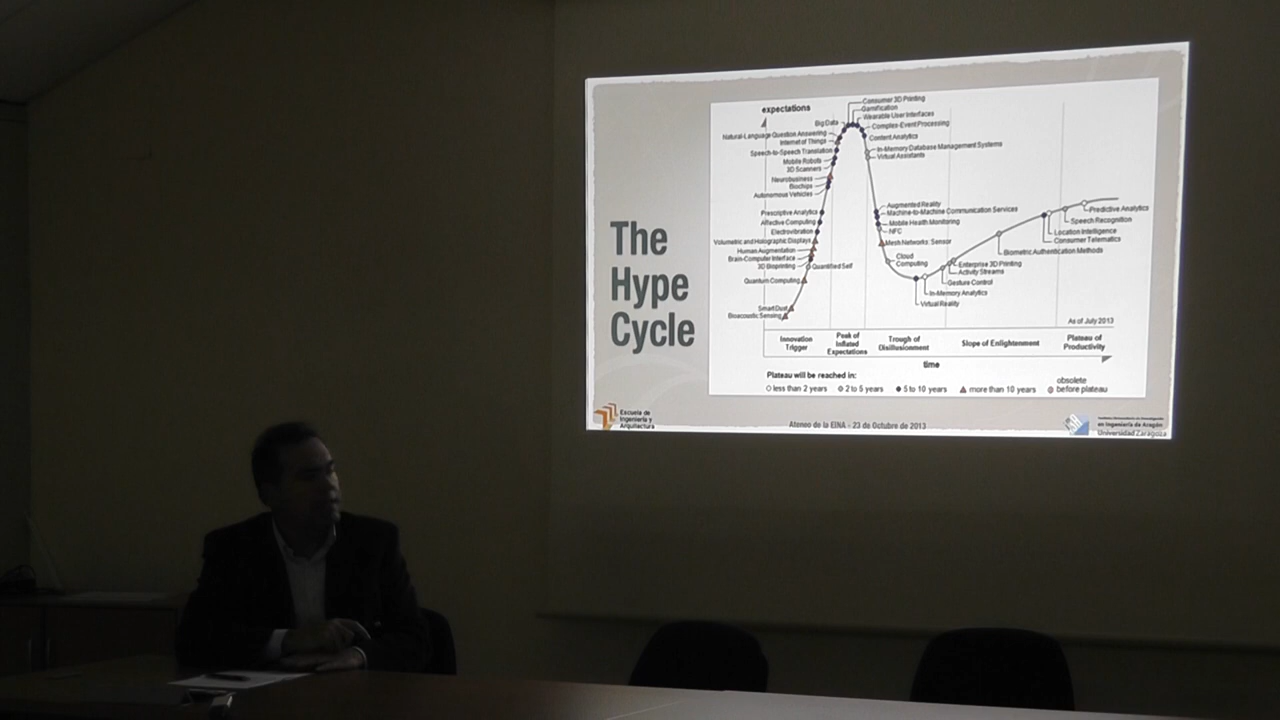 The
Hype
Cycle
expectations
Consumer 3D Printing
Gamification
Wearable User Interfaces
Big Data
Complex-Event Processing
Natural-Language Question Answering
Content Analytics
Internet of Things
In-Memory Database Management Systems
Speech-to-Speech Translation
Virtual Assistants
Mobile Robots
3D Scanners
Neurobusiness
Biochips
Autonomous Vehicles
Augmented Reality
Prescriptive Analytics
Machine-to-Machine Communication Services
Affective Computing
Mobile Health Monitoring
Electrovibration
NFC
Volumetric and Holographic Displays
Mesh Networks: Sensor
Human Augmentation
Brain-Computer Interface
Cloud
Computing
3D Bioprinting
Quantified Self
Quantum Computing
Smart Dust
Bioacoustic Sensing
Predictive Analytics
Speech Recognition
Location Intelligence
Consumer Telematics
Biometric Authentication Methods
Enterprise 3D Printing
Activity Streams
Gesture Control
In-Memory Analytics
Virtual Reality
As of July 2013
Innovation
Trigger
Peak of
Inflated
Expectations
Trough of
Disillusionment
Slope of Enlightenment
Plateau of
Productivity
time
Plateau will be reached in:
less than 2 years
2 to 5 years
5 to 10 years
more than 10 years
obsolete
before plateau
Escuela de
Ingeniería y
Arquitectura
Ateneo de la EINA - 23 de Octubre de 2013
Instituto Universitario de Investigación
en Ingeniería de Aragón
Universidad Zaragoza